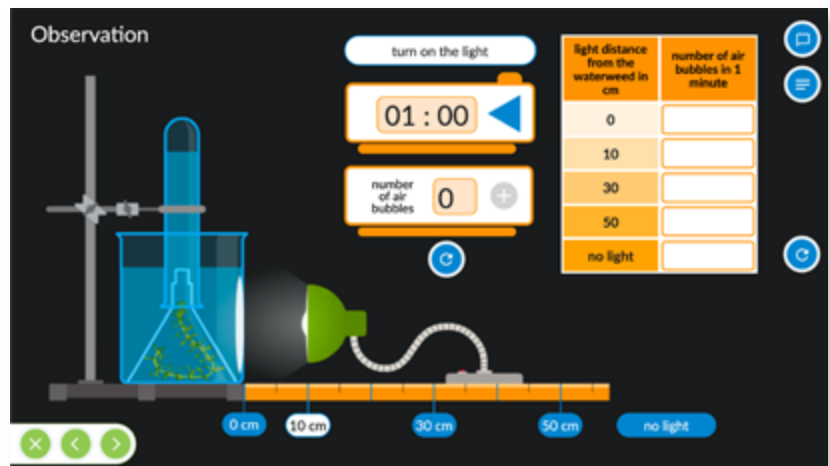 Observation
turn on the light
01 : 00
number
of air
bubbles
0
light distance
from the
waterweed in
cm
number of air
bubbles in 1
minute
0
10
30
50
no light
0 cm
10 cm
30 cm
50 cm
no light